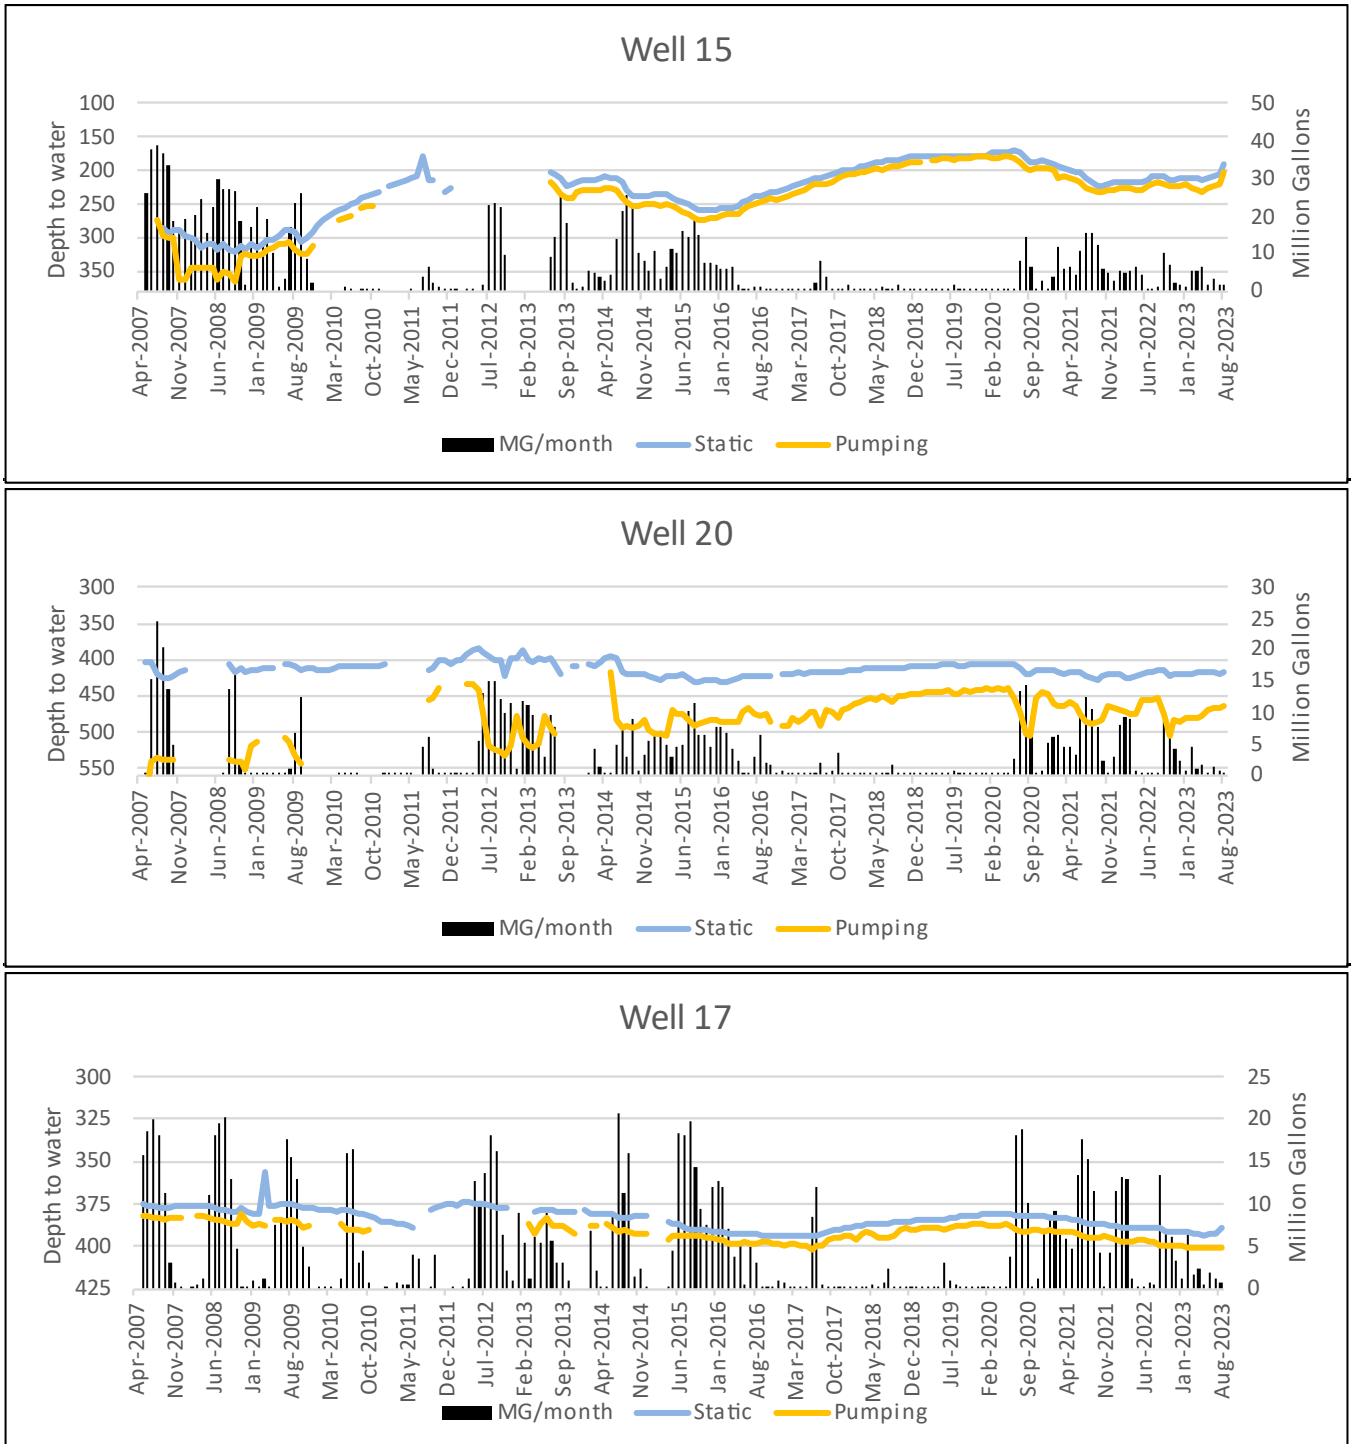 Well 15
Depth to water
100
150
200
250
300
350
50
40
30
20
10
0
Million Gallons
Apr-2007
Nov-2007
Jun-2008
Jan-2009
Aug-2009
Mar-2010
Oct-2010
May-2011
Dec-2011
Jul-2012
Feb-2013
Sep-2013
Apr-2014
Nov-2014
Jun-2015
Jan-2016
Aug-2016
Mar-2017
Oct-2017
May-2018
Dec-2018
Jul-2019
Feb-2020
Sep-2020
Apr-2021
Nov-2021
Jun-2022
Jan-2023
Aug-2023
MG/month Static Pumping
Well 20
Depth to water
300
350
400
450
500
550
30
25
20
15
10
5
0
Million Gallons
Apr-2007
Nov-2007
Jun-2008
Jan-2009
Aug-2009
Mar-2010
Oct-2010
May-2011
Dec-2011
Jul-2012
Feb-2013
Sep-2013
Apr-2014
Nov-2014
Jun-2015
Jan-2016
Aug-2016
Mar-2017
Oct-2017
May-2018
Dec-2018
Jul-2019
Feb-2020
Sep-2020
Apr-2021
Nov-2021
Jun-2022
Jan-2023
Aug-2023
MG/month Static Pumping
Well 17
Depth to water
300
325
350
375
400
425
25
20
15
10
5
0
Million Gallons
Apr-2007
Nov-2007
Jun-2008
Jan-2009
Aug-2009
Mar-2010
Oct-2010
May-2011
Dec-2011
Jul-2012
Feb-2013
Sep-2013
Apr-2014
Nov-2014
Jun-2015
Jan-2016
Aug-2016
Mar-2017
Oct-2017
May-2018
Dec-2018
Jul-2019
Feb-2020
Sep-2020
Apr-2021
Nov-2021
Jun-2022
Jan-2023
Aug-2023
MG/month Static Pumping